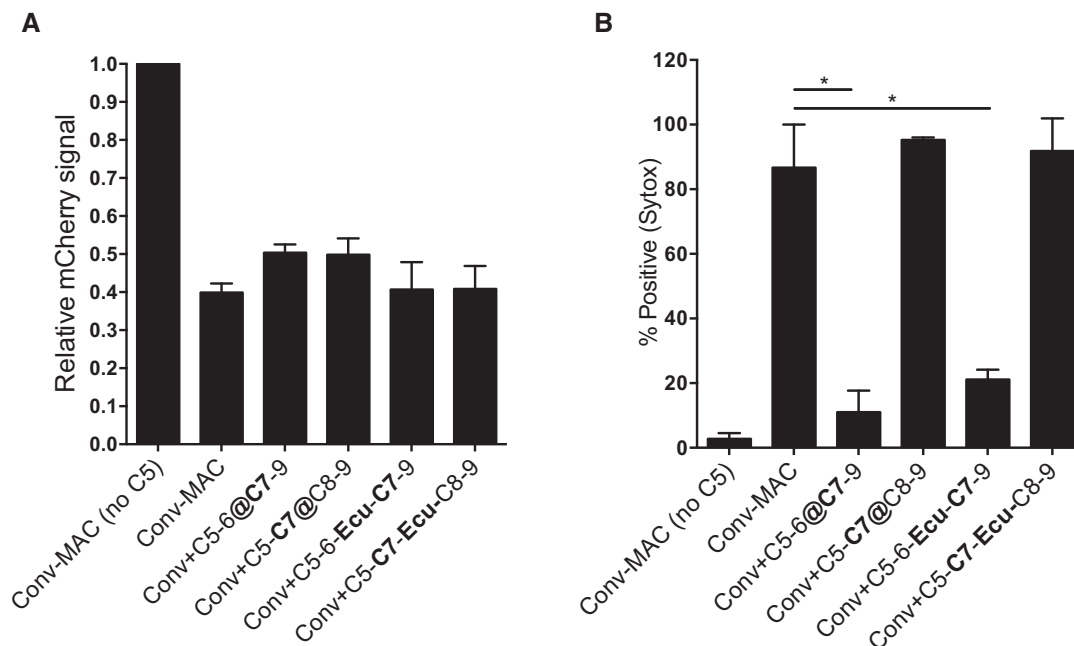 A
Relative mCherry signal
1.0
0.9
0.8
0.7
0.6
0.5
0.4
0.3
0.2
0.1
0.0
Conv-MAC (no C5)
Conv-MAC
Conv+C5-6@C7-9
Conv+C5-C7@C8-9
Conv+C5-6-Ecu-C7-9
Conv+C5-C7-Ecu-C8-9
B
% Positive (Sytox)
120
100
80
60
40
20
0
*
*
Conv-MAC (no C5)
Conv-MAC
Conv+C5-6@C7-9
Conv+C5-C7@C8-9
Conv+C5-6-Ecu-C7-9
Conv+C5-C7-Ecu-C8-9